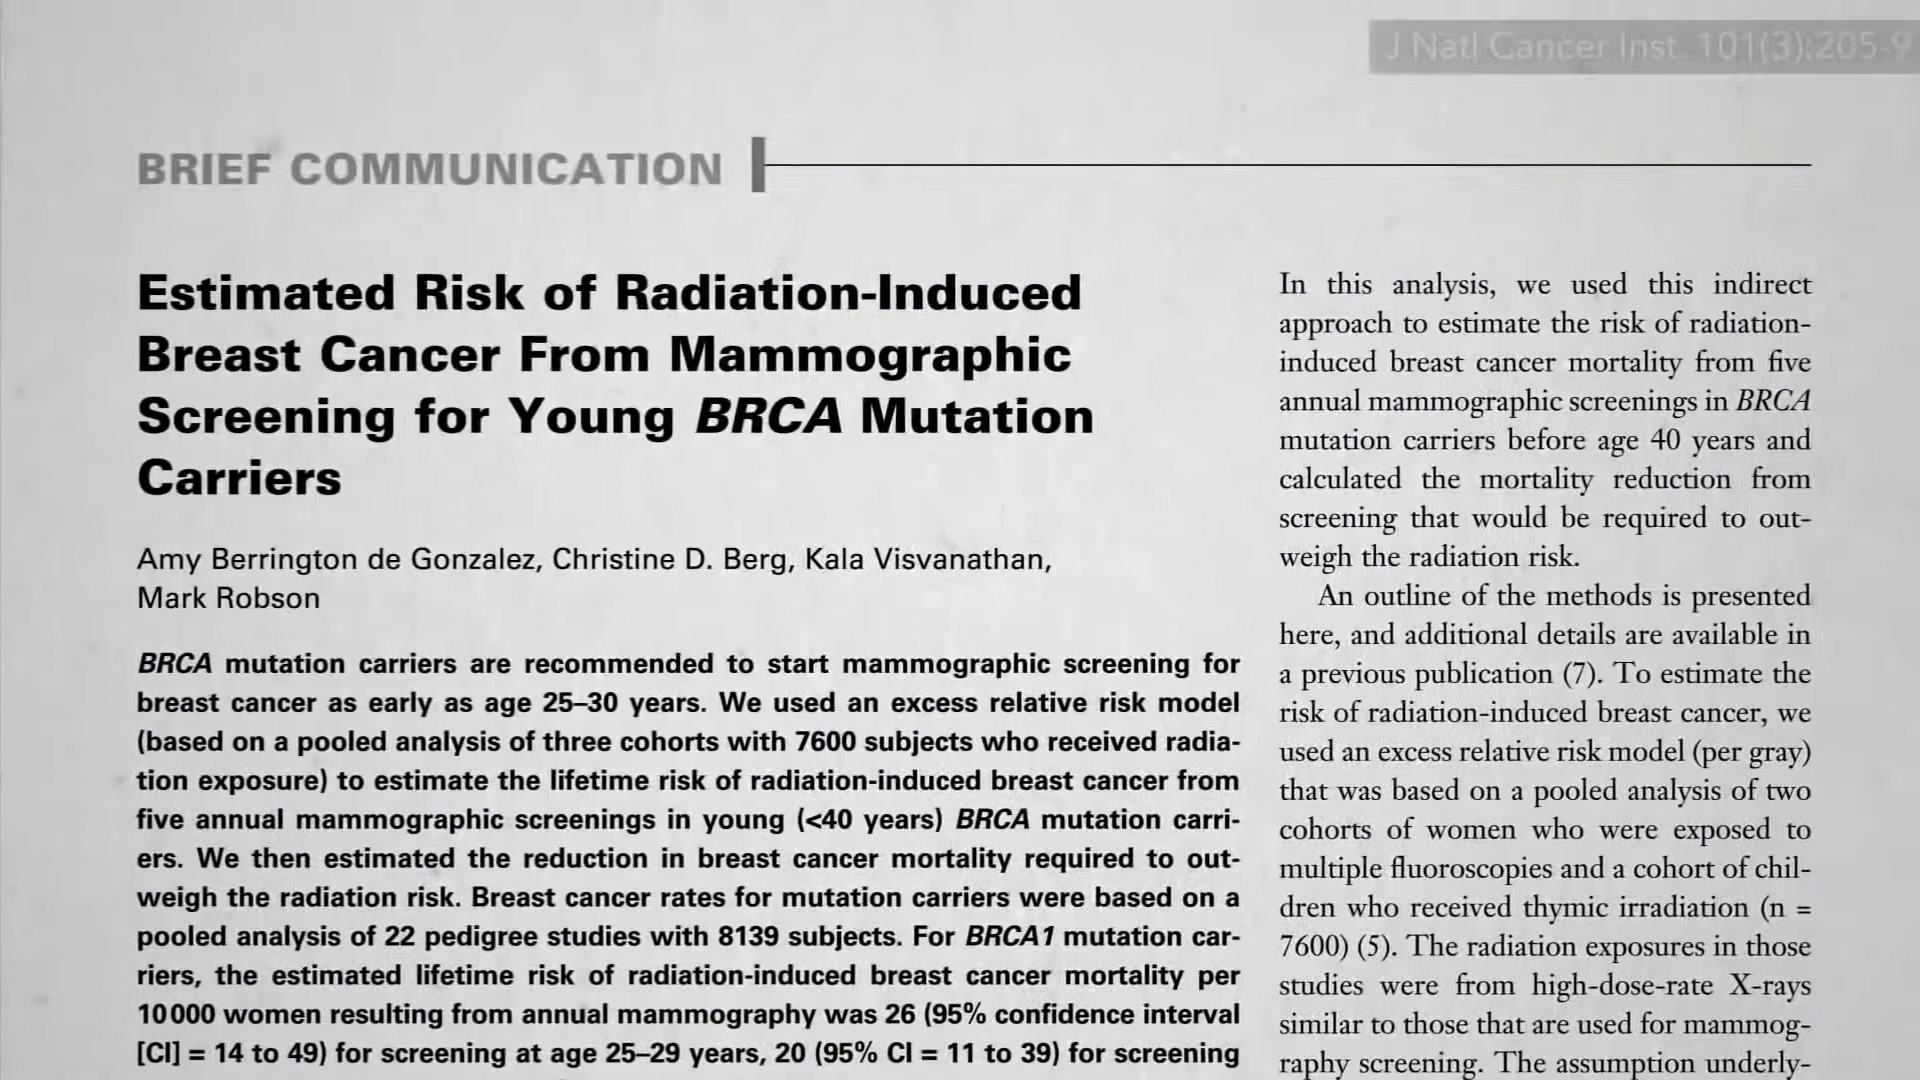 J Natl Cancer Inst. 101(3):205-9
BRIEF COMMUNICATION
Estimated Risk of Radiation-Induced
Breast Cancer From Mammographic
Screening for Young BRCA Mutation
Carriers
Amy Berrington de Gonzalez, Christine D. Berg, Kala Visvanathan,
Mark Robson
BRCA mutation carriers are recommended to start mammographic screening for
breast cancer as early as age 25–30 years. We used an excess relative risk model
(based on a pooled analysis of three cohorts with 7600 subjects who received radia-
tion exposure) to estimate the lifetime risk of radiation-induced breast cancer from
five annual mammographic screenings in young (<40 years) BRCA mutation carri-
ers. We then estimated the reduction in breast cancer mortality required to out-
weigh the radiation risk. Breast cancer rates for mutation carriers were based on a
pooled analysis of 22 pedigree studies with 8139 subjects. For BRCA1 mutation car-
riers, the estimated lifetime risk of radiation-induced breast cancer mortality per
10 000 women resulting from annual mammography was 26 (95% confidence interval
[CI] = 14 to 49) for screening at age 25–29 years, 20 (95% CI = 11 to 39) for screening
In this analysis, we used this indirect
approach to estimate the risk of radiation-
induced breast cancer mortality from five
annual mammographic screenings in BRCA
mutation carriers before age 40 years and
calculated the mortality reduction from
screening that would be required to out-
weigh the radiation risk.
An outline of the methods is presented
here, and additional details are available in
a previous publication (7). To estimate the
risk of radiation-induced breast cancer, we
used an excess relative risk model (per gray)
that was based on a pooled analysis of two
cohorts of women who were exposed to
multiple fluoroscopies and a cohort of chil-
dren who received thymic irradiation (n =
7600) (5). The radiation exposures in those
studies were from high-dose-rate X-rays
similar to those that are used for mammog-
raphy screening. The assumption underly-